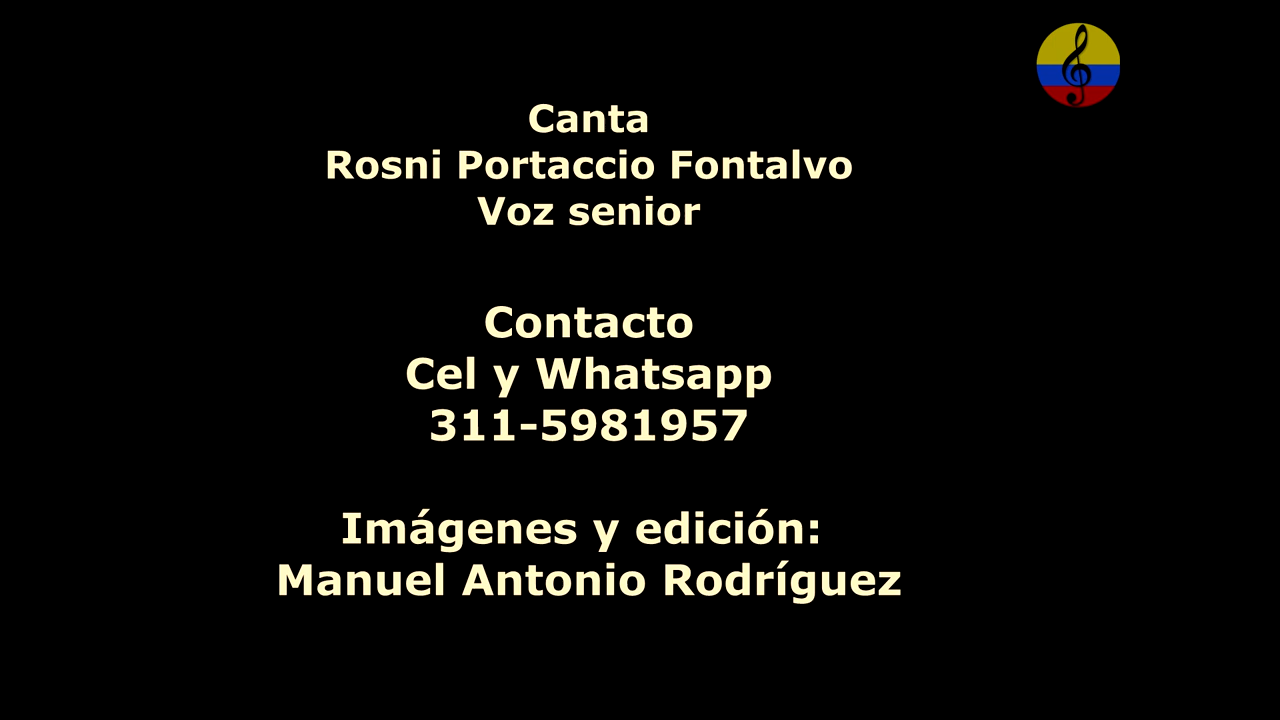 Canta
Rosni Portaccio Fontalvo
Voz senior
Contacto
Cel y Whatsapp
311-5981957
Imágenes y edición:
Manuel Antonio Rodríguez